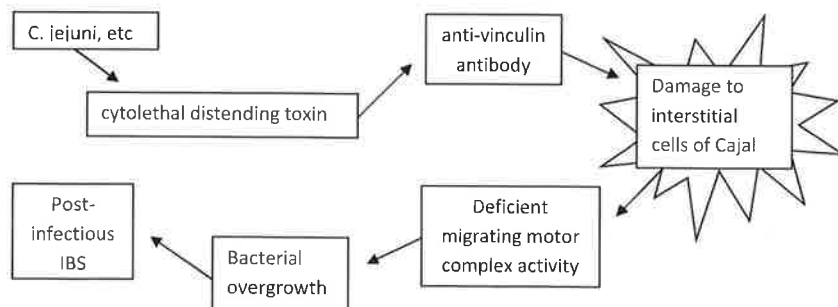 C. jejuni, etc
cytolethal distending toxin
anti-vinculin
antibody
Damage to
interstitial
cells of Cajal
Deficient
migrating motor
complex activity
Bacterial
overgrowth
Post-
infectious
IBS